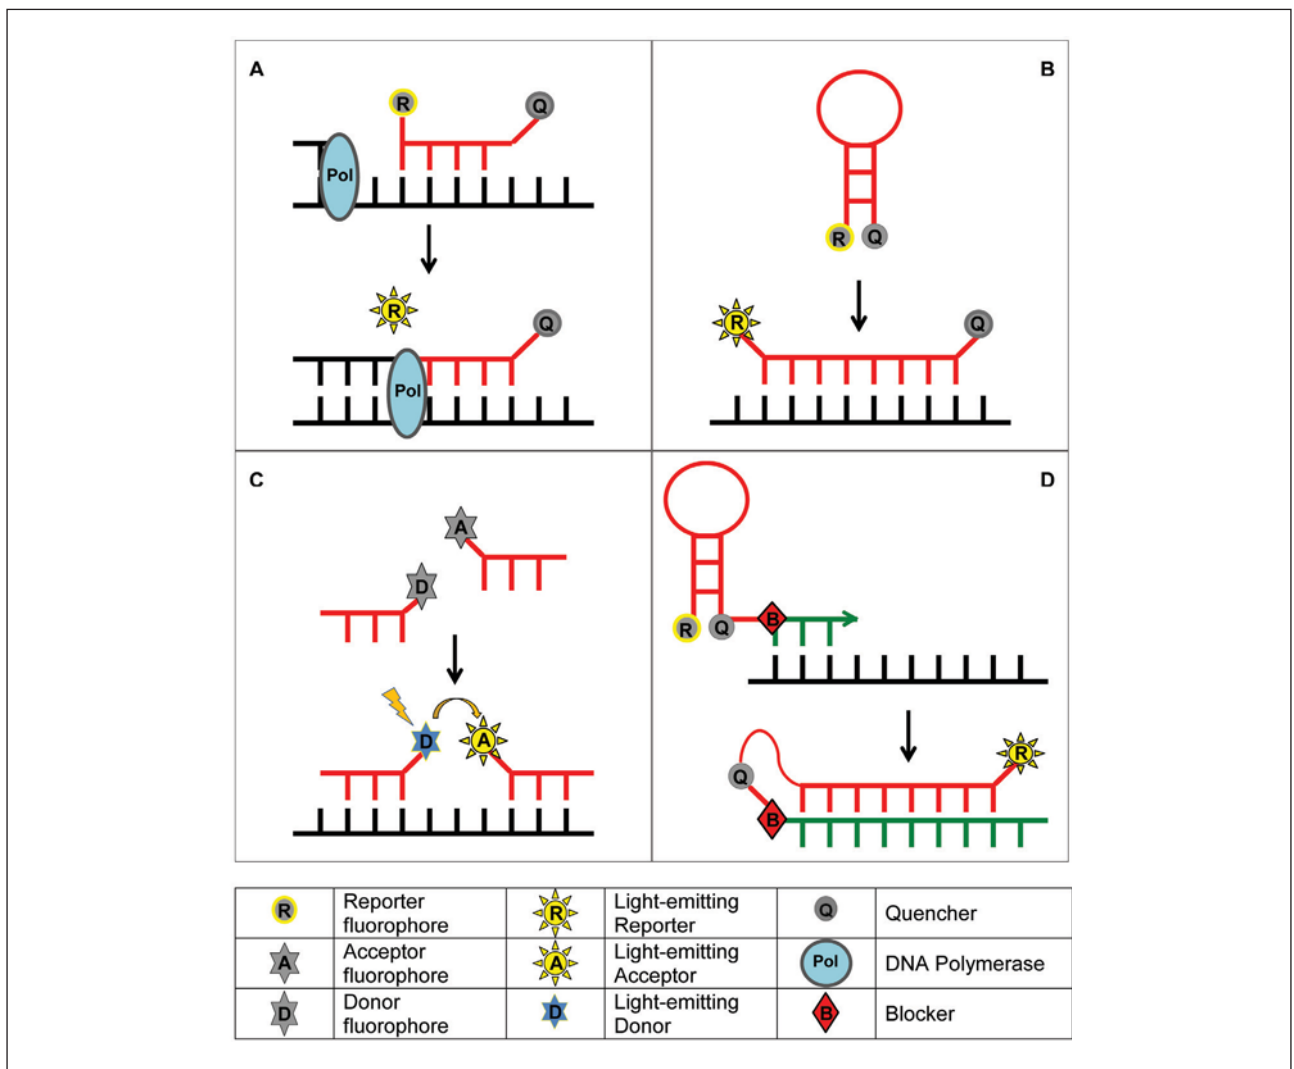 A
R
Q
Pol
R
Q
Pol
B
R
Q
R
Q
C
A
D
D
A
D
R
Q
B
R
Q
B
R
Reporter
fluorophore
R
Light-emitting
Reporter
Q
Quencher
A
Acceptor
fluorophore
A
Light-emitting
Acceptor
Pol
DNA Polymerase
D
Donor
fluorophore
D
Light-emitting
Donor
B
Blocker